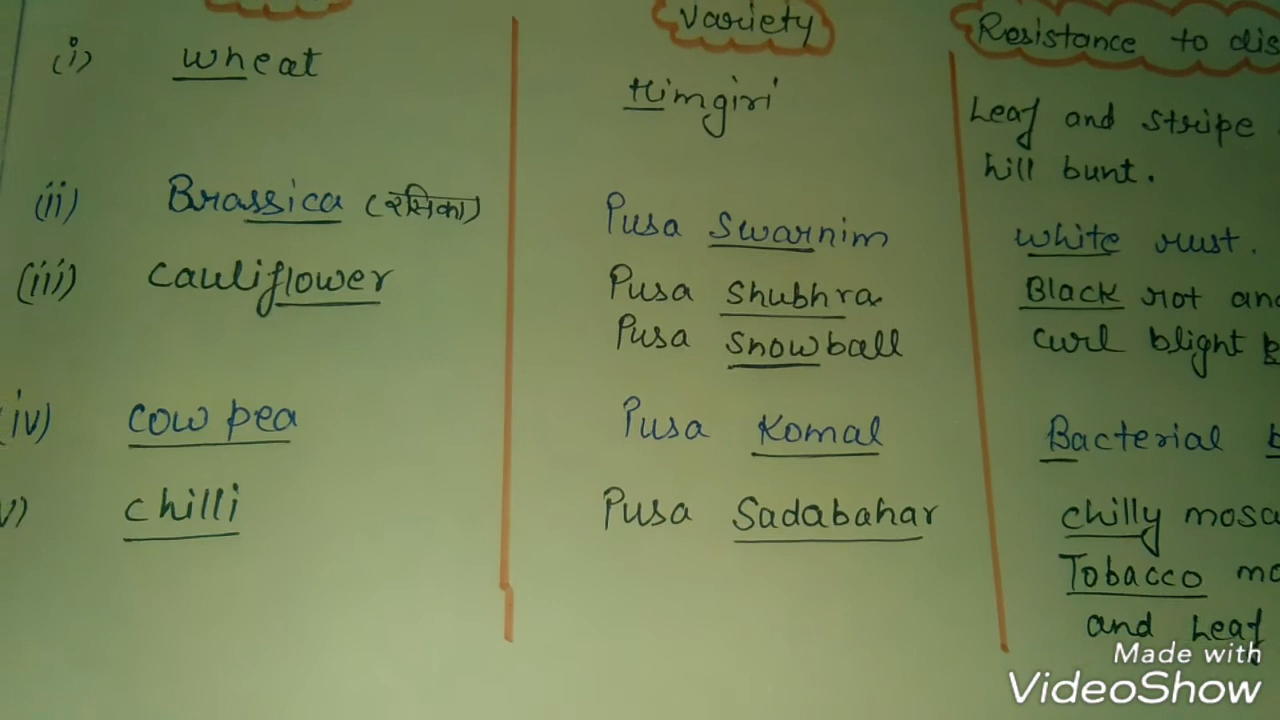 Variety
Resistance to dis
(i) wheat
Himgiri
Leaf and stripe
hill bunt.
(ii) Brassica (रसिका)
Pusa Swarnim
white rust.
(iii) cauliflower
Pusa Shubhra
Pusa Snowball
Black rot and
curl blight b
(iv) cow pea
Pusa Komal
Bacterial b
v) chilli
Pusa Sadabahar
chilly mosa
Tobacco mo
and Leaf
Made with
VideoShow